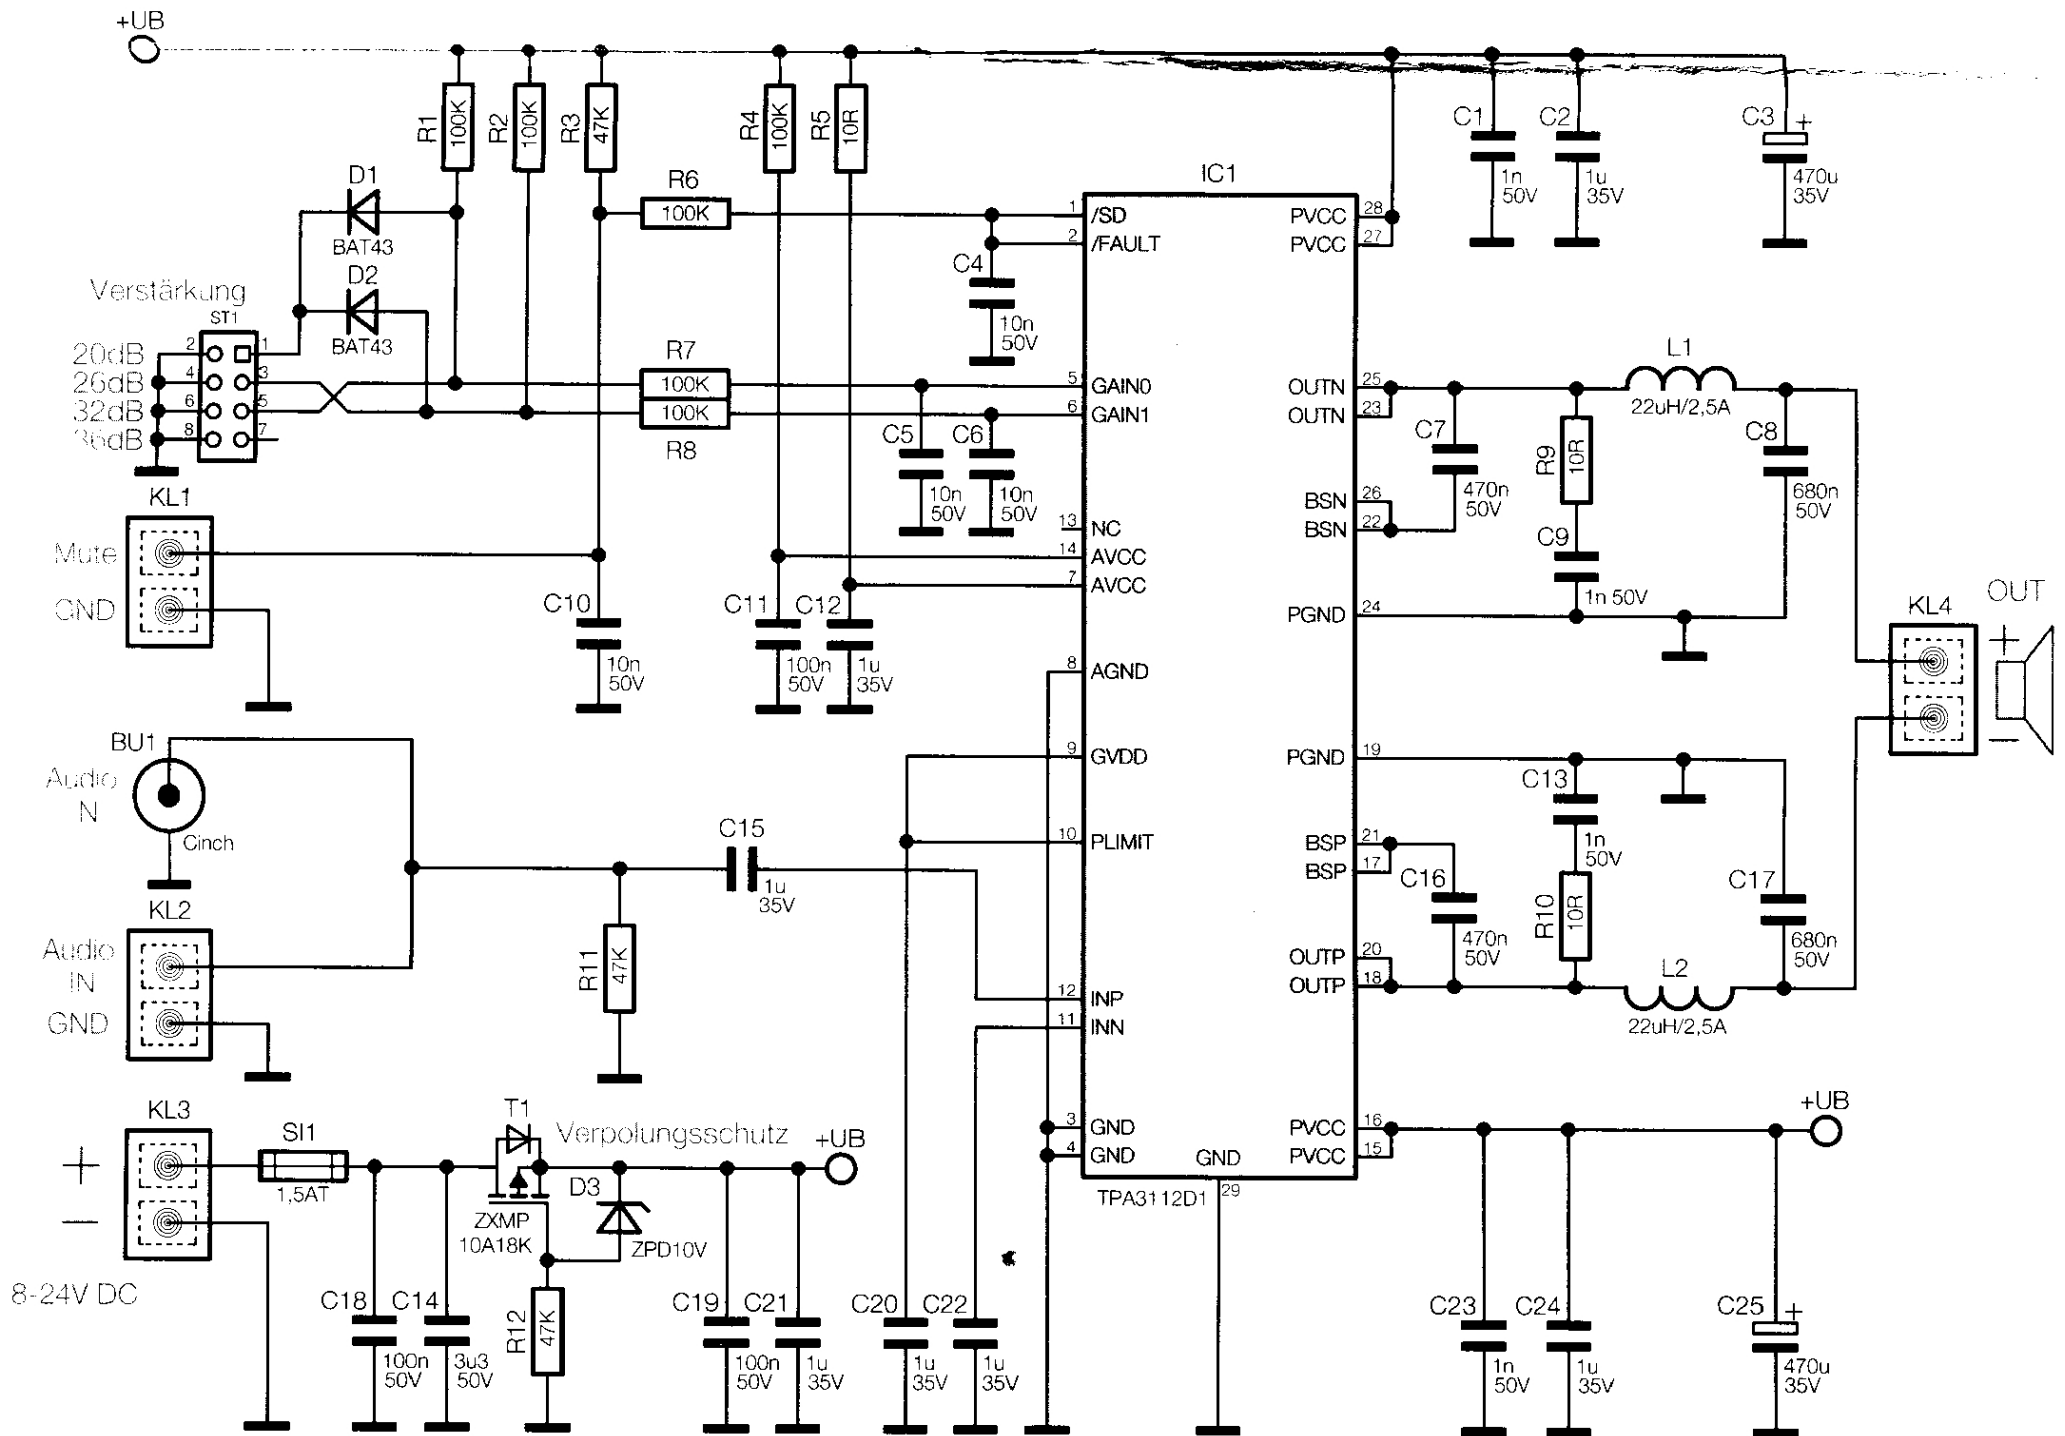 +UB
R1
100K
R2
100K
R3
47K
R4
100K
R5
10R
C1
1n
50V
C2
1u
35V
C3
+
470u
35V
D1
BAT43
D2
BAT43
R6
100K
IC1
1
/SD
2
/FAULT
PVCC
28
PVCC
27
C4
10n
50V
Verstärkung
ST1
20dB
2
1
26dB
4
3
32dB
6
5
36dB
8
7
R7
100K
100K
R8
5
GAIN0
6
GAIN1
C5
10n
50V
C6
10n
50V
OUTN
25
OUTN
23
C7
470n
50V
R9
10R
L1
22uH/2,5A
C8
680n
50V
BSN
26
BSN
22
C9
1n 50V
PGND
24
KL1
Mute
GND
13
NC
14
AVCC
7
AVCC
C10
10n
50V
C11
100n
50V
C12
1u
35V
8
AGND
OUT
KL4
+
–
BU1
Audio
N
Cinch
9
GVDD
10
PLIMIT
PGND
19
C13
1n
50V
C15
1u
35V
BSP
21
BSP
17
C16
470n
50V
R10
10R
C17
680n
50V
KL2
Audio
IN
GND
R11
47K
12
INP
11
INN
OUTP
20
OUTP
18
L2
22uH/2,5A
KL3
+
–
8-24V DC
SI1
1,5AT
T1
Verpolungsschutz
+UB
ZXMP
10A18K
D3
ZPD10V
3
GND
4
GND
GND
29
TPA3112D1
PVCC
16
PVCC
15
+UB
C18
100n
50V
C14
3u3
50V
R12
47K
C19
100n
50V
C21
1u
35V
C20
1u
35V
C22
1u
35V
C23
1n
50V
C24
1u
35V
C25
+
470u
35V